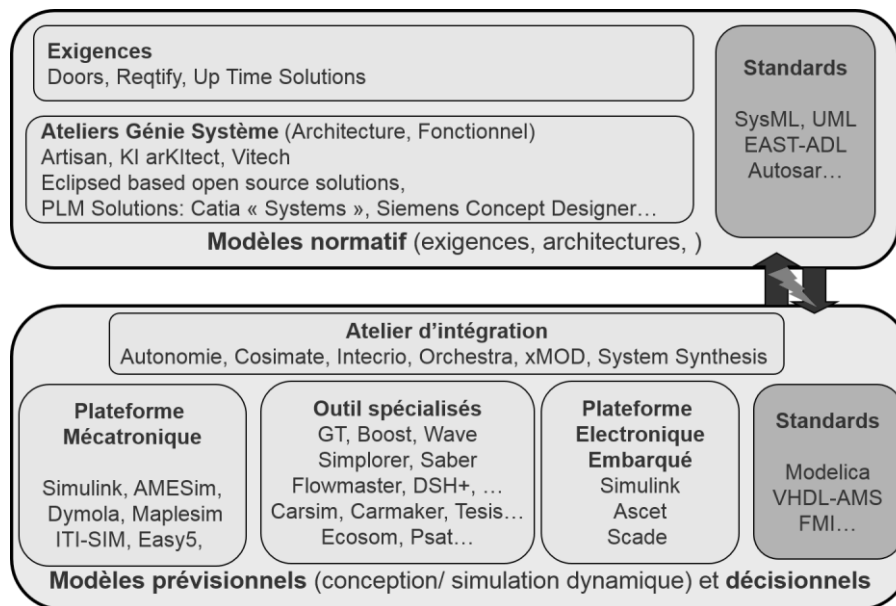 Exigences
Doors, Reqtify, Up Time Solutions
Ateliers Génie Système (Architecture, Fonctionnel)
Artisan, KI arKItect, Vitech
Eclipsed based open source solutions,
PLM Solutions: Catia « Systems », Siemens Concept Designer…
Modèles normatif (exigences, architectures, )
Standards
SysML, UML
EAST-ADL
Autosar…
Atelier d’intégration
Autonomie, Cosimate, Intecrio, Orchestra, xMOD, System Synthesis
Plateforme
Mécatronique
Simulink, AMESim,
Dymola, Maplesim
ITI-SIM, Easy5,
Outil spécialisés
GT, Boost, Wave
Simplorer, Saber
Flowmaster, DSH+, …
Carsim, Carmaker, Tesis…
Ecosom, Psat…
Plateforme
Electronique
Embarqué
Simulink
Ascet
Scade
Standards
Modelica
VHDL-AMS
FMI…
Modèles prévisionnels (conception/ simulation dynamique) et décisionnels